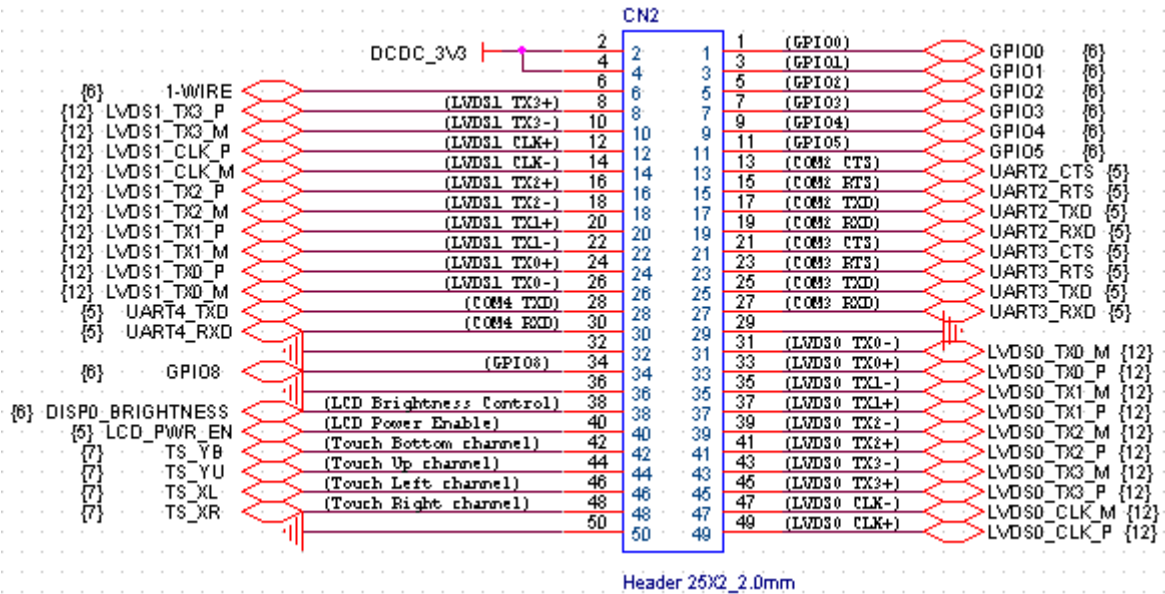 CN2
DCDC_3V3 2 2 1 1 (GPIO0) GPIO0 {6}
4 4 3 3 (GPIO1) GPIO1 {6}
{6} 1-WIRE 6 6 5 5 (GPIO2) GPIO2 {6}
{12} LVDS1_TX3_P (LVDS1 TX3+) 8 8 7 7 (GPIO3) GPIO3 {6}
{12} LVDS1_TX3_M (LVDS1 TX3-) 10 10 9 9 (GPIO4) GPIO4 {6}
{12} LVDS1_CLK_P (LVDS1 CLK+) 12 12 11 11 (GPIO5) GPIO5 {6}
{12} LVDS1_CLK_M (LVDS1 CLK-) 14 14 13 13 (COM2 CTS) UART2_CTS {5}
{12} LVDS1_TX2_P (LVDS1 TX2+) 16 16 15 15 (COM2 RTS) UART2_RTS {5}
{12} LVDS1_TX2_M (LVDS1 TX2-) 18 18 17 17 (COM2 TXD) UART2_TXD {5}
{12} LVDS1_TX1_P (LVDS1 TX1+) 20 20 19 19 (COM2 RXD) UART2_RXD {5}
{12} LVDS1_TX1_M (LVDS1 TX1-) 22 22 21 21 (COM3 CTS) UART3_CTS {5}
{12} LVDS1_TX0_P (LVDS1 TX0+) 24 24 23 23 (COM3 RTS) UART3_RTS {5}
{12} LVDS1_TX0_M (LVDS1 TX0-) 26 26 25 25 (COM3 TXD) UART3_TXD {5}
{5} UART4_TXD (COM4 TXD) 28 28 27 27 (COM3 RXD) UART3_RXD {5}
{5} UART4_RXD (COM4 RXD) 30 30 29 29
32 32 31 31 (LVDS0 TX0-) LVDS0_TX0_M {12}
{6} GPIO8 (GPIO8) 34 34 33 33 (LVDS0 TX0+) LVDS0_TX0_P {12}
36 36 35 35 (LVDS0 TX1-) LVDS0_TX1_M {12}
{6} DISP0_BRIGHTNESS (LCD Brightness Control) 38 38 37 37 (LVDS0 TX1+) LVDS0_TX1_P {12}
{5} LCD_PWR_EN (LCD Power Enable) 40 40 39 39 (LVDS0 TX2-) LVDS0_TX2_M {12}
{7} TS_YB (Touch Bottom channel) 42 42 41 41 (LVDS0 TX2+) LVDS0_TX2_P {12}
{7} TS_YU (Touch Up channel) 44 44 43 43 (LVDS0 TX3-) LVDS0_TX3_M {12}
{7} TS_XL (Touch Left channel) 46 46 45 45 (LVDS0 TX3+) LVDS0_TX3_P {12}
{7} TS_XR (Touch Right channel) 48 48 47 47 (LVDS0 CLK-) LVDS0_CLK_M {12}
50 50 49 49 (LVDS0 CLK+) LVDS0_CLK_P {12}
Header 25X2_2.0mm